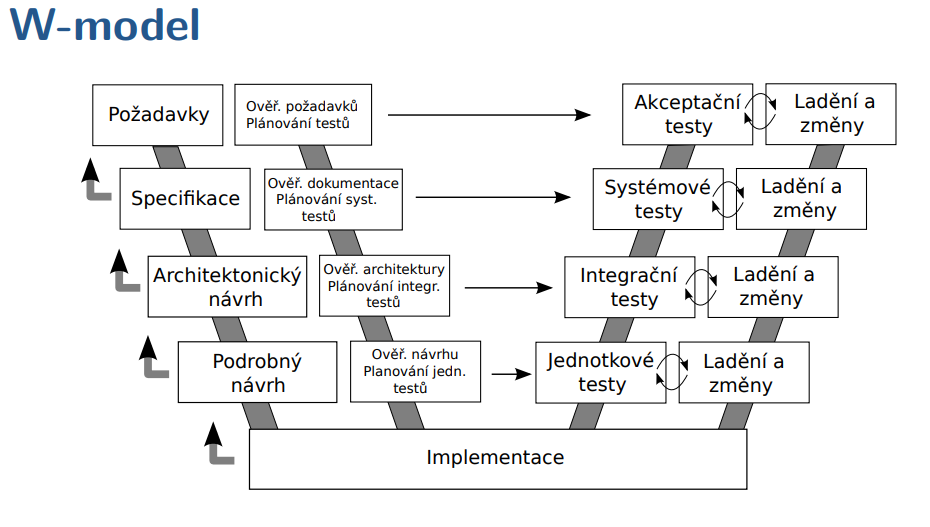 W-model
Požadavky
Ověř. požadavků
Plánování testů
Akceptační
testy
Ladění a
změny
Specifikace
Ověř. dokumentace
Plánování syst.
testů
Systémové
testy
Ladění a
změny
Architektonický
návrh
Ověř. architektury
Plánování integr.
testů
Integrační
testy
Ladění a
změny
Podrobný
návrh
Ověř. návrhu
Planování jedn.
testů
Jednotkové
testy
Ladění a
změny
Implementace